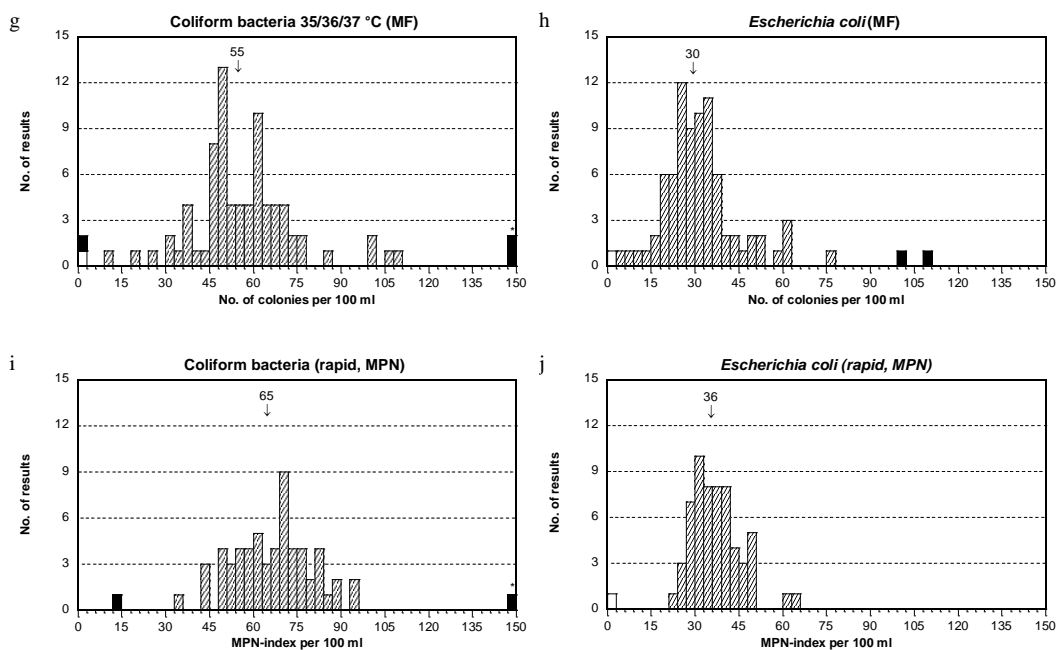 g
Coliform bacteria 35/36/37 °C (MF)
15
12
9
6
3
0
No. of results
55
↓
*
0 15 30 45 60 75 90 105 120 135 150
No. of colonies per 100 ml
h
Escherichia coli (MF)
15
12
9
6
3
0
No. of results
30
↓
0 15 30 45 60 75 90 105 120 135 150
No. of colonies per 100 ml
i
Coliform bacteria (rapid, MPN)
15
12
9
6
3
0
No. of results
65
↓
*
0 15 30 45 60 75 90 105 120 135 150
MPN-index per 100 ml
j
Escherichia coli (rapid, MPN)
15
12
9
6
3
0
No. of results
36
↓
0 15 30 45 60 75 90 105 120 135 150
MPN-index per 100 ml